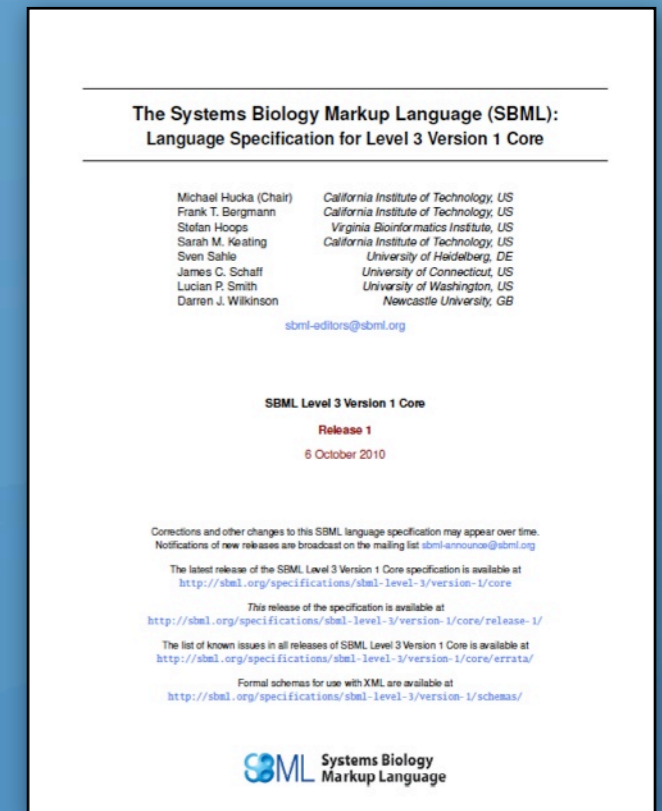 The Systems Biology Markup Language (SBML):
Language Specification for Level 3 Version 1 Core
Michael Hucka (Chair) California Institute of Technology, US
Frank T. Bergmann California Institute of Technology, US
Stefan Hoops Virginia Bioinformatics Institute, US
Sarah M. Keating California Institute of Technology, US
Sven Sahle University of Heidelberg, DE
James C. Schaff University of Connecticut, US
Lucian P. Smith University of Washington, US
Darren J. Wilkinson Newcastle University, GB
sbml-editors@sbml.org
SBML Level 3 Version 1 Core
Release 1
6 October 2010
Corrections and other changes to this SBML language specification may appear over time.
Notifications of new releases are broadcast on the mailing list sbml-announce@sbml.org
The latest release of the SBML Level 3 Version 1 Core specification is available at
http://sbml.org/specifications/sbml-level-3/version-1/core
This release of the specification is available at
http://sbml.org/specifications/sbml-level-3/version-1/core/release-1/
The list of known issues in all releases of SBML Level 3 Version 1 Core is available at
http://sbml.org/specifications/sbml-level-3/version-1/core/errata/
Formal schemas for use with XML are available at
http://sbml.org/specifications/sbml-level-3/version-1/schemas/
SBML Systems Biology
Markup Language